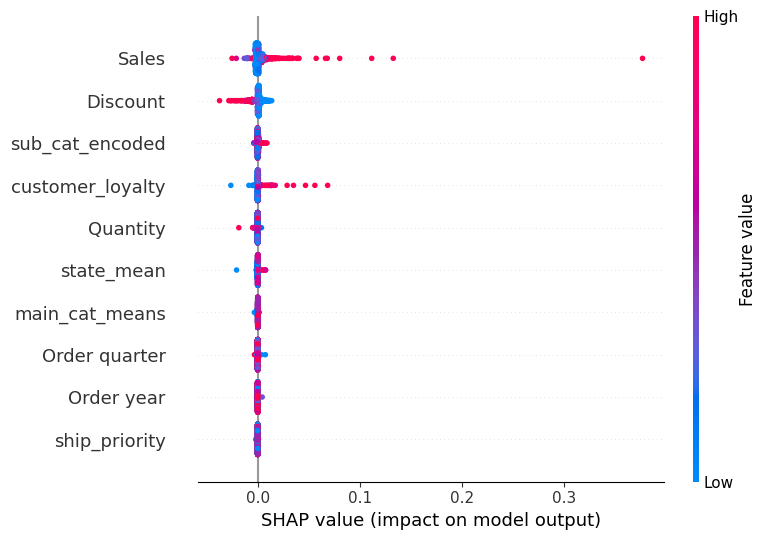 High
Sales
Discount
sub_cat_encoded
customer_loyalty
Quantity
state_mean
main_cat_means
Order quarter
Order year
ship_priority
Feature value
Low
0.0 0.1 0.2 0.3
SHAP value (impact on model output)